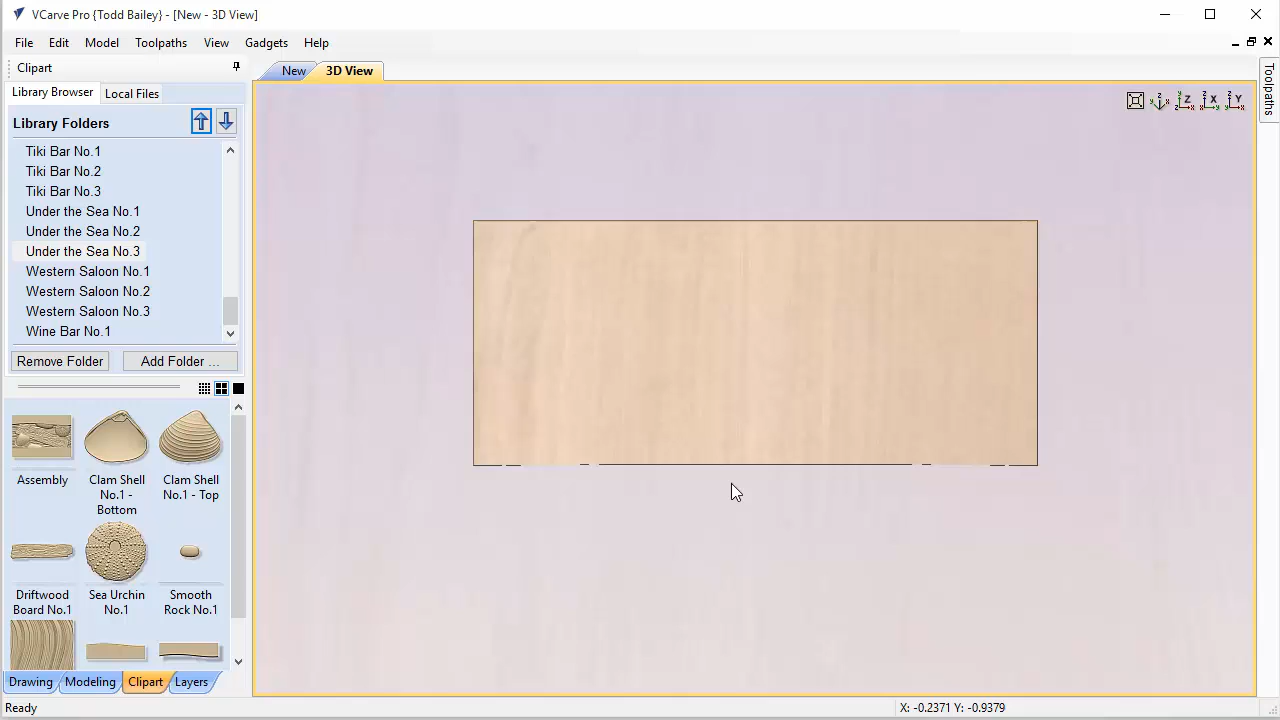 VCarve Pro {Todd Bailey} - [New - 3D View]
File Edit Model Toolpaths View Gadgets Help
Clipart
Library Browser Local Files
Library Folders
Tiki Bar No.1
Tiki Bar No.2
Tiki Bar No.3
Under the Sea No.1
Under the Sea No.2
Under the Sea No.3
Western Saloon No.1
Western Saloon No.2
Western Saloon No.3
Wine Bar No.1
Remove Folder Add Folder ...
Assembly
Clam Shell
No.1 -
Bottom
Clam Shell
No.1 - Top
Driftwood
Board No.1
Sea Urchin
No.1
Smooth
Rock No.1
Drawing Modeling Clipart Layers
New 3D View
Z X Y
Toolpaths
Ready
X: -0.2371 Y: -0.9379